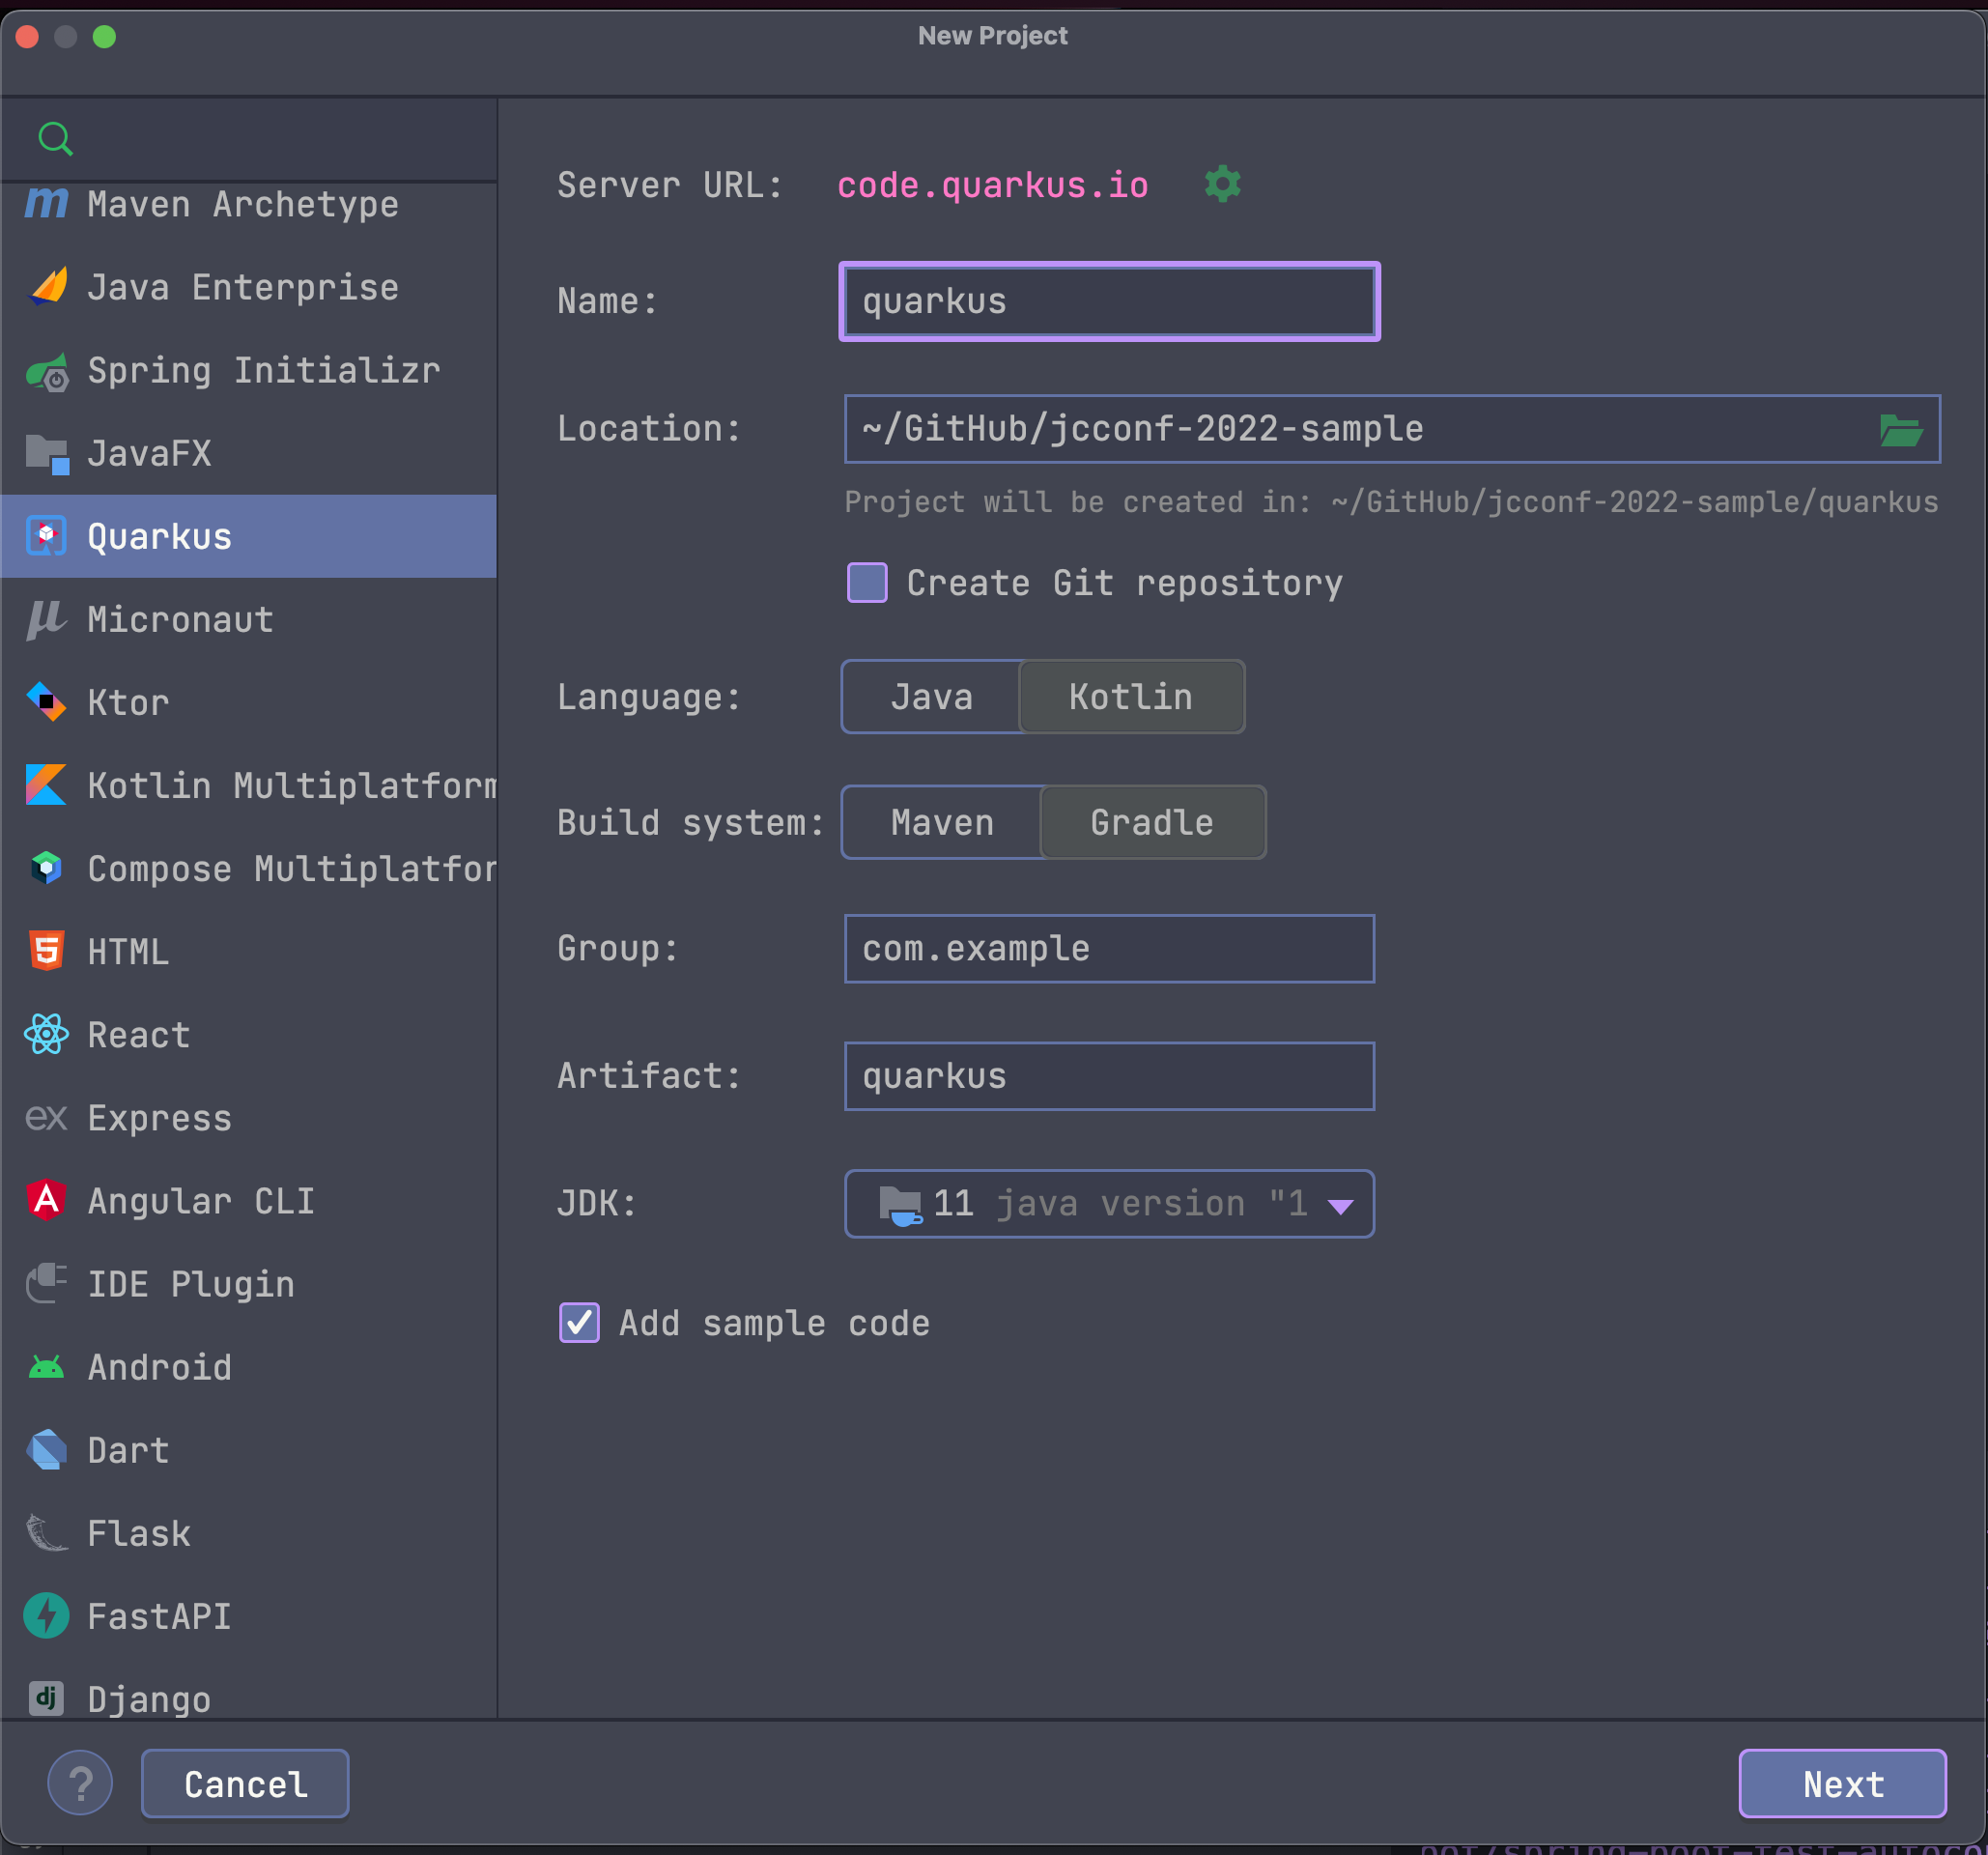 New Project
Maven Archetype
Java Enterprise
Spring Initializr
JavaFX
Quarkus
Micronaut
Ktor
Kotlin Multiplatform
Compose Multiplatfor
HTML
React
ex Express
Angular CLI
IDE Plugin
Android
Dart
Flask
FastAPI
dj Django
Server URL: code.quarkus.io
Name: quarkus
Location: ~/GitHub/jcconf-2022-sample
Project will be created in: ~/GitHub/jcconf-2022-sample/quarkus
Create Git repository
Language: Java Kotlin
Build system: Maven Gradle
Group: com.example
Artifact: quarkus
JDK: 11 java version "1
Add sample code
? Cancel Next